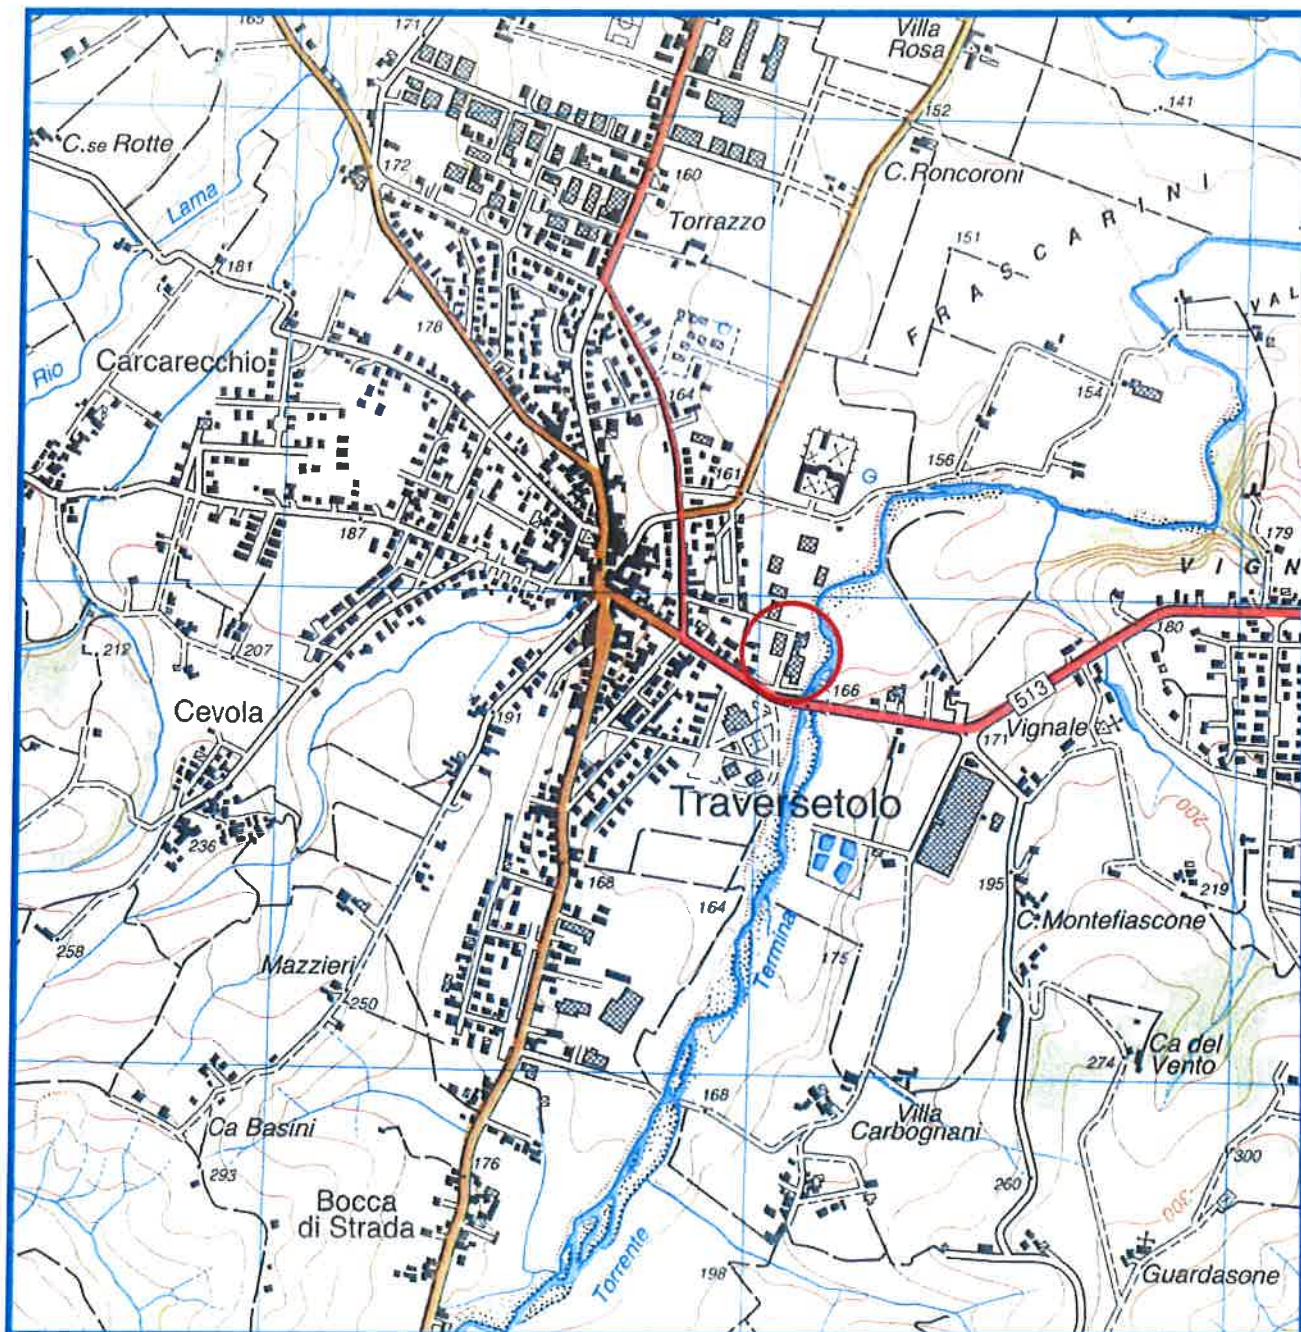 165
171
Villa
Rosa
141
152
C.se Rotte
172
160
C. Roncoroni
Lama
Torrazzo
151
FRASCARINI
181
VAL
178
Rio
Carcarecchio
164
154
161
156
G
187
179
VIGN
180
212
207
166
513
Cevola
191
171
Vignale
Traversetolo
200
236
168
195
219
164
C. Montefiascone
258
Termina
175
Mazzieri
250
274
Ca del
Vento
168
Villa
Carbognani
Ca Basini
293
176
300
260
Bocca
di Strada
300
Torrente
198
Guardasone